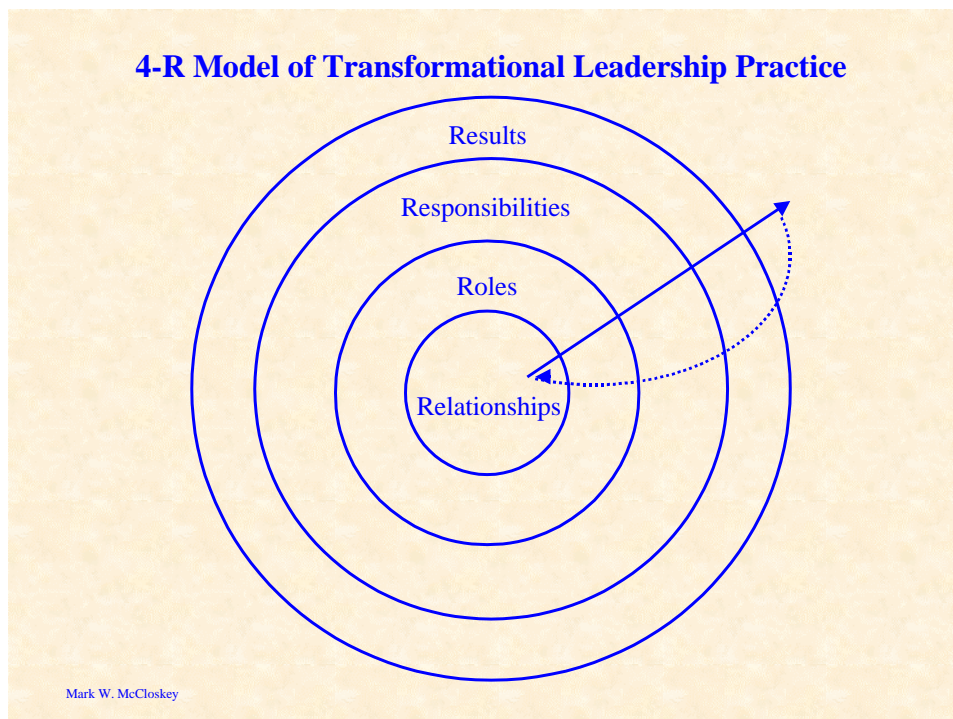 4-R Model of Transformational Leadership Practice
Results
Responsibilities
Roles
Relationships
Mark W. McCloskey